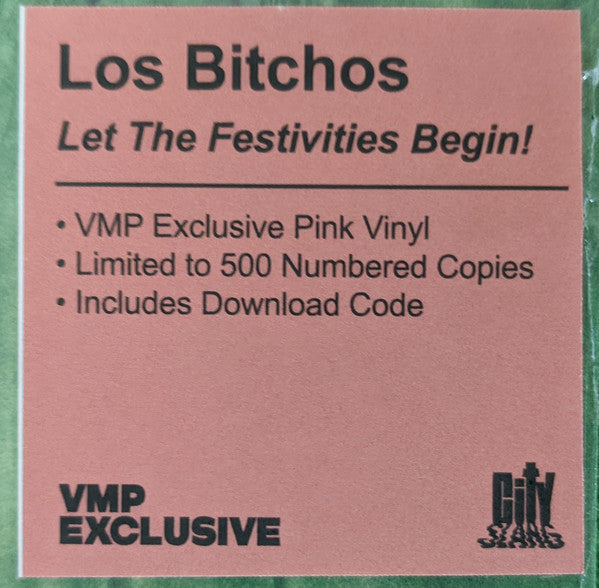 Los Bitchos
Let The Festivities Begin!
• VMP Exclusive Pink Vinyl
• Limited to 500 Numbered Copies
• Includes Download Code
VMP
EXCLUSIVE
City
SLANG